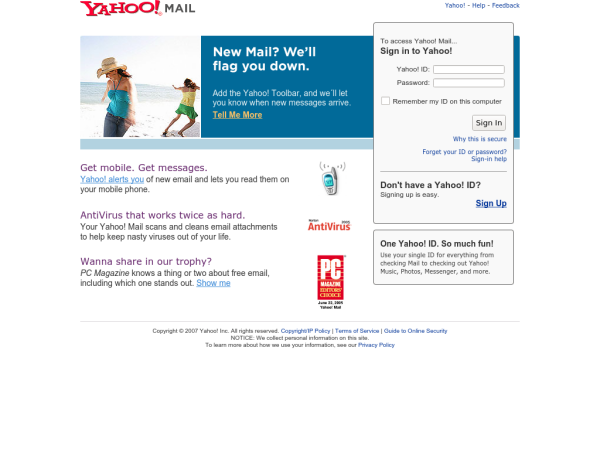 YAHOO! MAIL
Yahoo! - Help - Feedback
New Mail? We'll
flag you down.
Add the Yahoo! Toolbar, and we´ll let
you know when new messages arrive.
Tell Me More
To access Yahoo! Mail...
Sign in to Yahoo!
Yahoo! ID:
Password:
Remember my ID on this computer
Sign In
Why this is secure
Forget your ID or password?
Sign-in help
Don't have a Yahoo! ID?
Signing up is easy.
Sign Up
Get mobile. Get messages.
Yahoo! alerts you of new email and lets you read them on
your mobile phone.
AntiVirus that works twice as hard.
Your Yahoo! Mail scans and cleans email attachments
to help keep nasty viruses out of your life.
Norton
2005
AntiVirus
Wanna share in our trophy?
PC Magazine knows a thing or two about free email,
including which one stands out. Show me
PC
MAGAZINE
EDITORS'
CHOICE
Yahoo! Mail
One Yahoo! ID. So much fun!
Use your single ID for everything from
checking Mail to checking out Yahoo!
Music, Photos, Messenger, and more.
Copyright © 2007 Yahoo! Inc. All rights reserved. Copyright/IP Policy | Terms of Service | Guide to Online Security
NOTICE: We collect personal information on this site.
To learn more about how we use your information, see our Privacy Policy